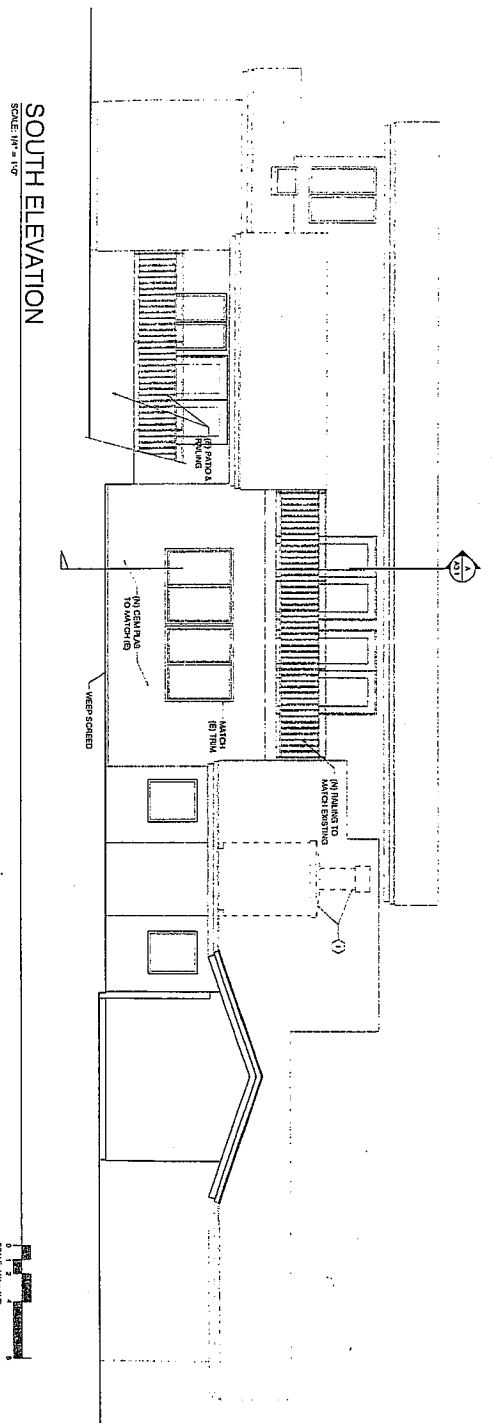 A
A3.1
(N) RAILING TO
MATCH EXISTING
1
(E) PATIO &
RAILING
MATCH
(E) TRIM
(N) CEM PLAS
TO MATCH (E)
WEEP SCREED
SOUTH ELEVATION
SCALE: 1/4" = 1'-0"
0 1 2 4 8